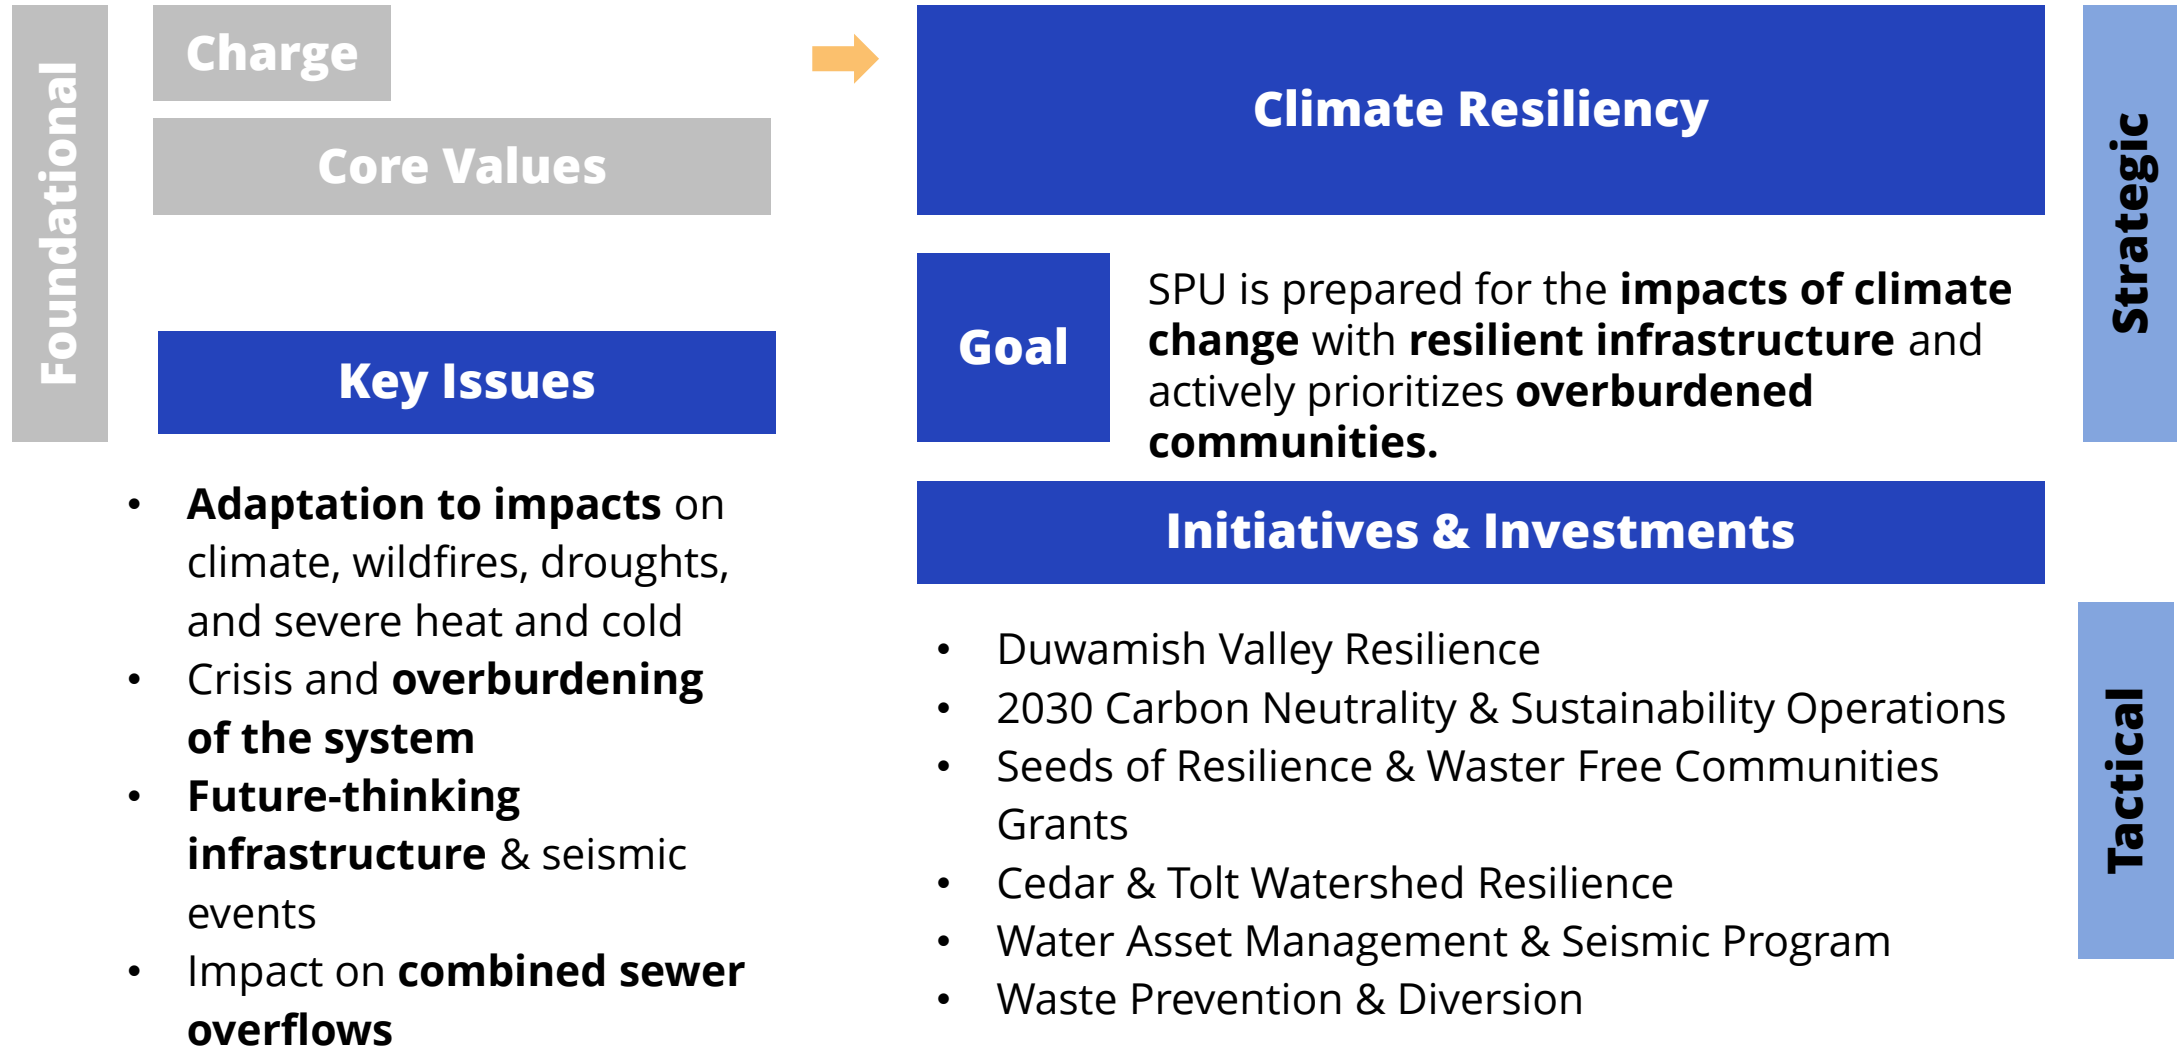 Foundational
Charge
Core Values
Key Issues
• Adaptation to impacts on
climate, wildfires, droughts,
and severe heat and cold
• Crisis and overburdening
of the system
• Future-thinking
infrastructure & seismic
events
• Impact on combined sewer
overflows
Climate Resiliency
Goal
SPU is prepared for the impacts of climate
change with resilient infrastructure and
actively prioritizes overburdened
communities.
Initiatives & Investments
• Duwamish Valley Resilience
• 2030 Carbon Neutrality & Sustainability Operations
• Seeds of Resilience & Waster Free Communities
Grants
• Cedar & Tolt Watershed Resilience
• Water Asset Management & Seismic Program
• Waste Prevention & Diversion
Strategic
Tactical